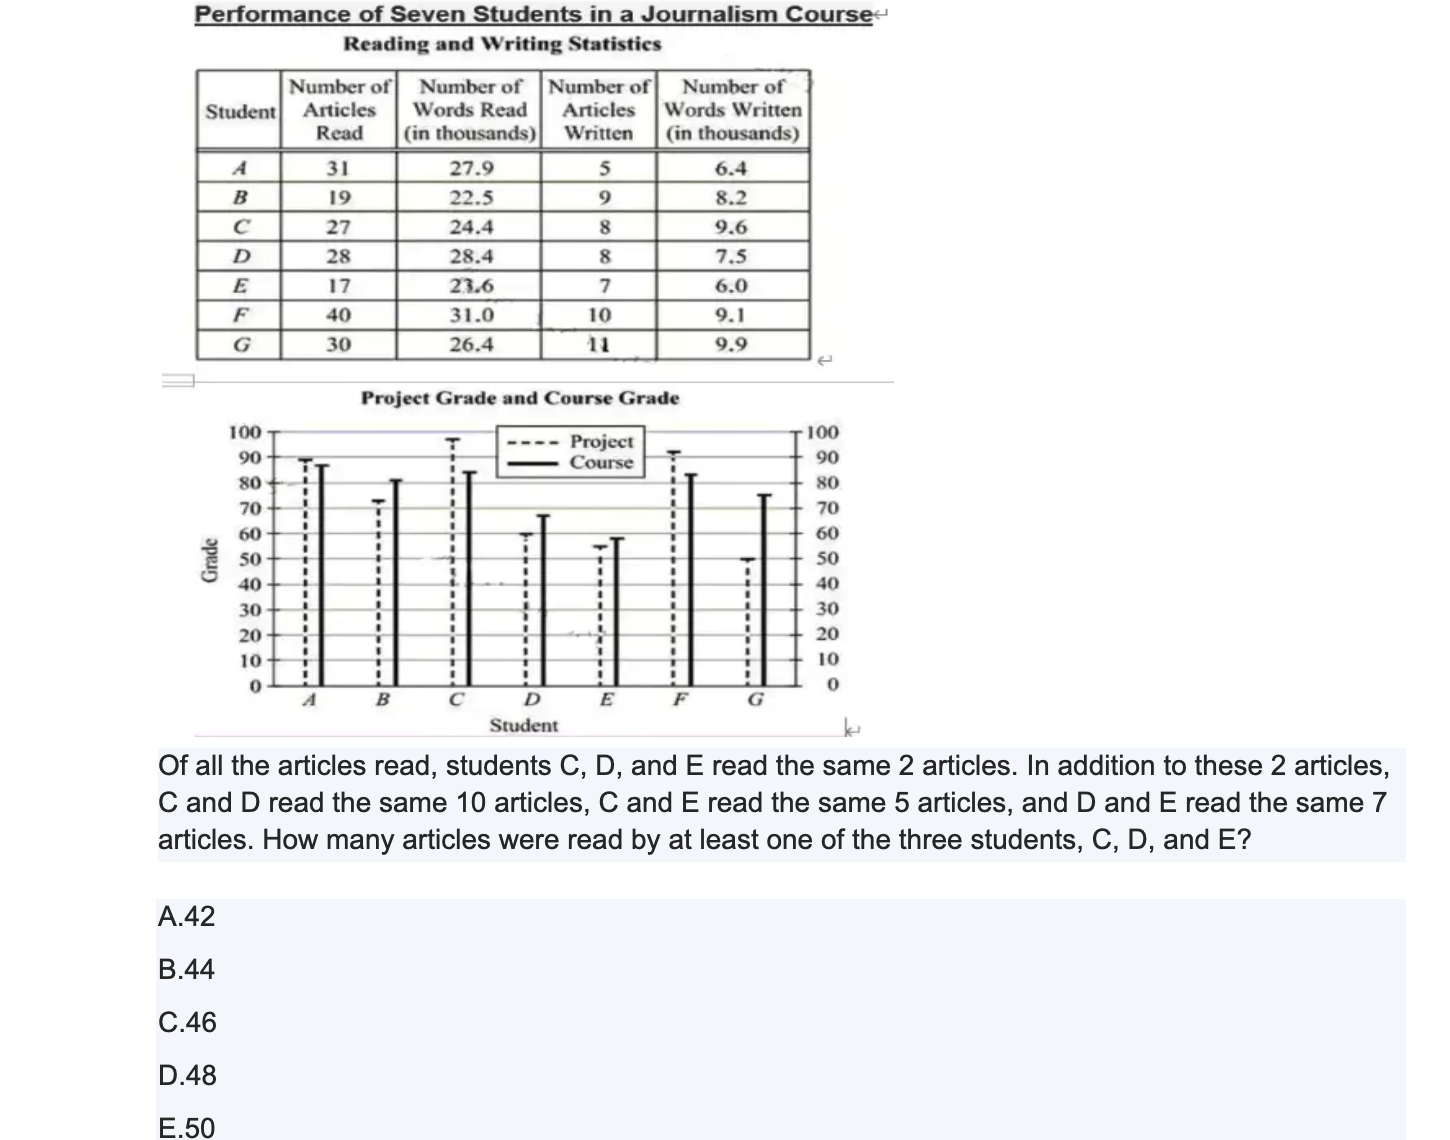 Performance of Seven Students in a Journalism Course
Reading and Writing Statistics
Student | Number of Articles Read | Number of Words Read (in thousands) | Number of Articles Written | Number of Words Written (in thousands)
A 31 27.9 5 6.4
B 19 22.5 9 8.2
C 27 24.4 8 9.6
D 28 28.4 8 7.5
E 17 23.6 7 6.0
F 40 31.0 10 9.1
G 30 26.4 11 9.9
Project Grade and Course Grade
100 100
90 90
80 80
70 70
60 60
50 50
40 40
30 30
20 20
10 10
0 0
Project
Course
Grade
A B C D E F G
Student
Of all the articles read, students C, D, and E read the same 2 articles. In addition to these 2 articles,
C and D read the same 10 articles, C and E read the same 5 articles, and D and E read the same 7
articles. How many articles were read by at least one of the three students, C, D, and E?
A.42
B.44
C.46
D.48
E.50